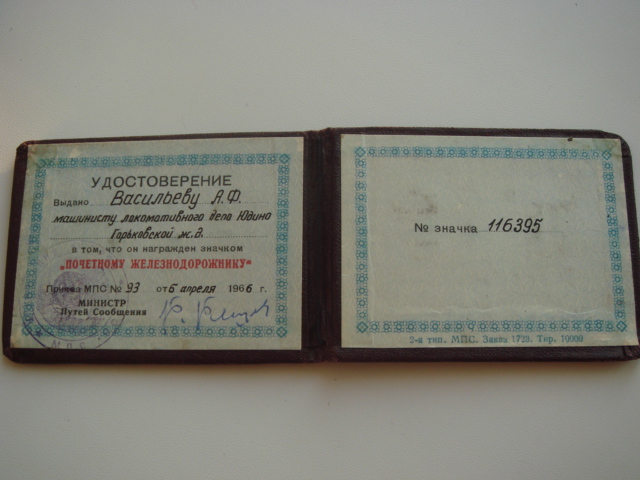 УДОСТОВЕРЕНИЕ
Выдано Васильеву А.Ф.
машинисту локомотивного депо Юдино
Горьковской ж.д.
в том, что он награжден значком
"ПОЧЕТНОМУ ЖЕЛЕЗНОДОРОЖНИКУ"
Приказ МПС № 93 от 6 апреля 1966 г.
МИНИСТР
Путей Сообщения
М.П.С.
№ значка 116395
2-я тип. МПС. Заказ 1733. Тир. 10000